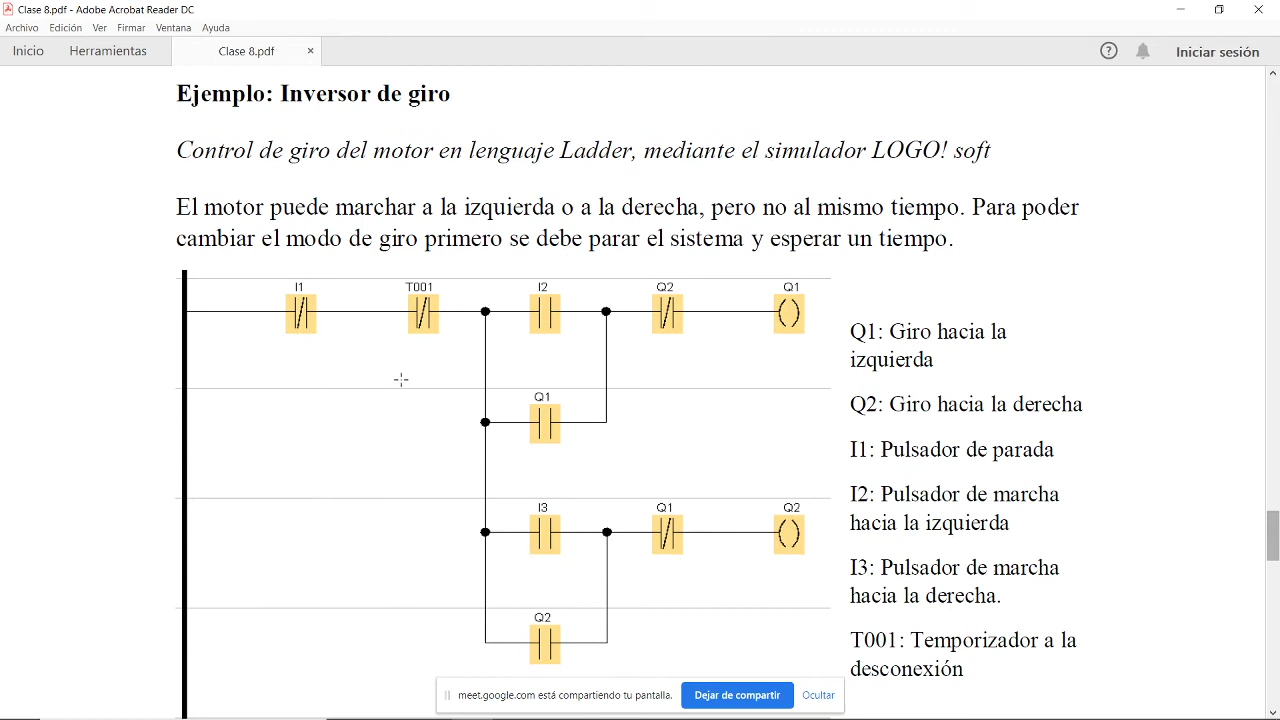 Clase 8.pdf - Adobe Acrobat Reader DC
Archivo Edición Ver Firmar Ventana Ayuda
Inicio Herramientas Clase 8.pdf × ? Iniciar sesión
Ejemplo: Inversor de giro
Control de giro del motor en lenguaje Ladder, mediante el simulador LOGO! soft
El motor puede marchar a la izquierda o a la derecha, pero no al mismo tiempo. Para poder
cambiar el modo de giro primero se debe parar el sistema y esperar un tiempo.
I1 T001 I2 Q2 Q1
Q1
I3 Q1 Q2
Q2
Q1: Giro hacia la
izquierda
Q2: Giro hacia la derecha
I1: Pulsador de parada
I2: Pulsador de marcha
hacia la izquierda
I3: Pulsador de marcha
hacia la derecha.
T001: Temporizador a la
desconexión
meet.google.com está compartiendo tu pantalla. Dejar de compartir Ocultar